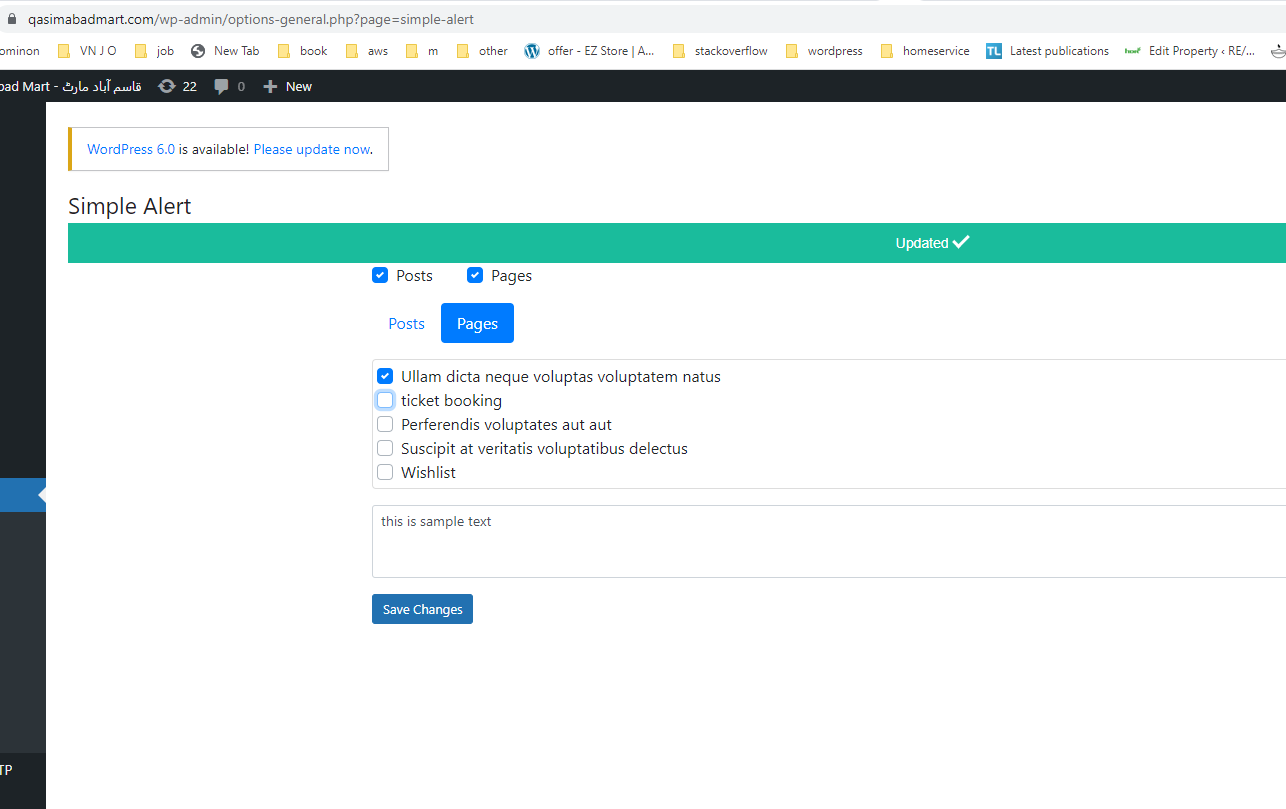 qasimabadmart.com/wp-admin/options-general.php?page=simple-alert
ominon VN J O job New Tab book aws m other offer - EZ Store | A... stackoverflow wordpress homeservice TL Latest publications Edit Property ‹ RE/...
bad Mart - قاسم آباد مارٹ 22 0 New
WordPress 6.0 is available! Please update now.
Simple Alert
Updated
Posts Pages
Posts Pages
Ullam dicta neque voluptas voluptatem natus
ticket booking
Perferendis voluptates aut aut
Suscipit at veritatis voluptatibus delectus
Wishlist
this is sample text
Save Changes
TP